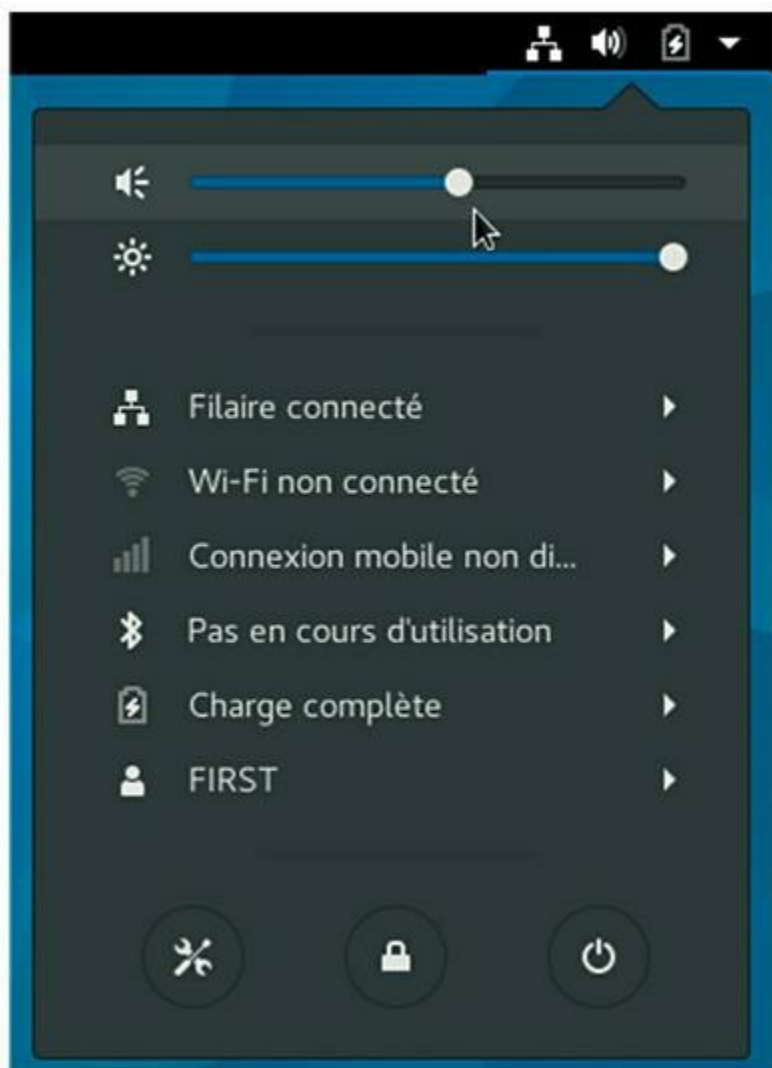 Filaire connecté
Wi-Fi non connecté
Connexion mobile non di...
Pas en cours d'utilisation
Charge complète
FIRST